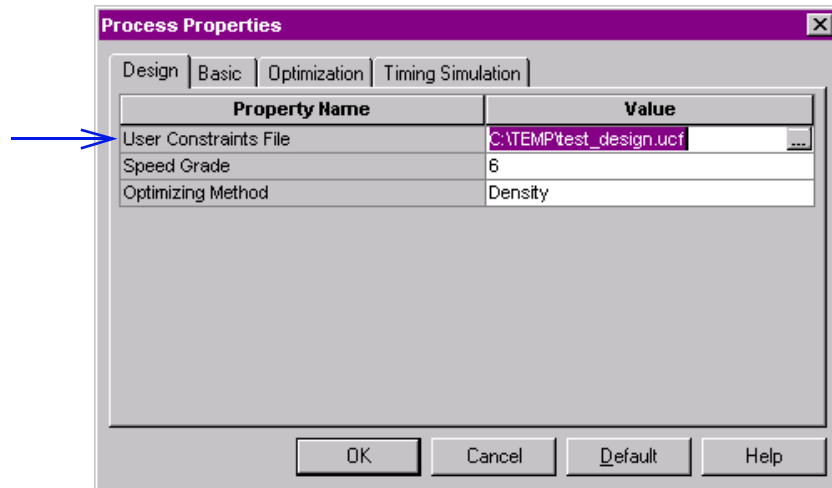 Process Properties
Design Basic Optimization Timing Simulation
Property Name Value
User Constraints File C:\TEMP\test_design.ucf ...
Speed Grade 6
Optimizing Method Density
OK Cancel Default Help